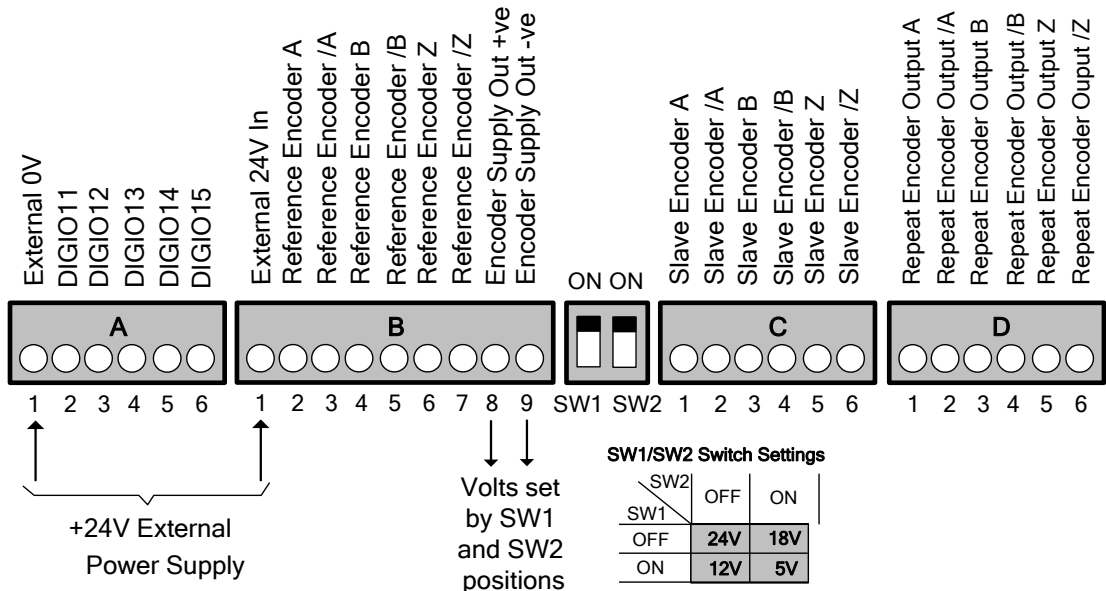 External 0V
DIGIO11
DIGIO12
DIGIO13
DIGIO14
DIGIO15
External 24V In
Reference Encoder A
Reference Encoder /A
Reference Encoder B
Reference Encoder /B
Reference Encoder Z
Reference Encoder /Z
Encoder Supply Out +ve
Encoder Supply Out -ve
ON ON
Slave Encoder A
Slave Encoder /A
Slave Encoder B
Slave Encoder /B
Slave Encoder Z
Slave Encoder /Z
Repeat Encoder Output A
Repeat Encoder Output /A
Repeat Encoder Output B
Repeat Encoder Output /B
Repeat Encoder Output Z
Repeat Encoder Ouput /Z
A
B
C
D
1 2 3 4 5 6
1 2 3 4 5 6 7 8 9
SW1 SW2
1 2 3 4 5 6
1 2 3 4 5 6
+24V External
Power Supply
Volts set
by SW1
and SW2
positions
SW1/SW2 Switch Settings
SW2
SW1
OFF ON
OFF 24V 18V
ON 12V 5V